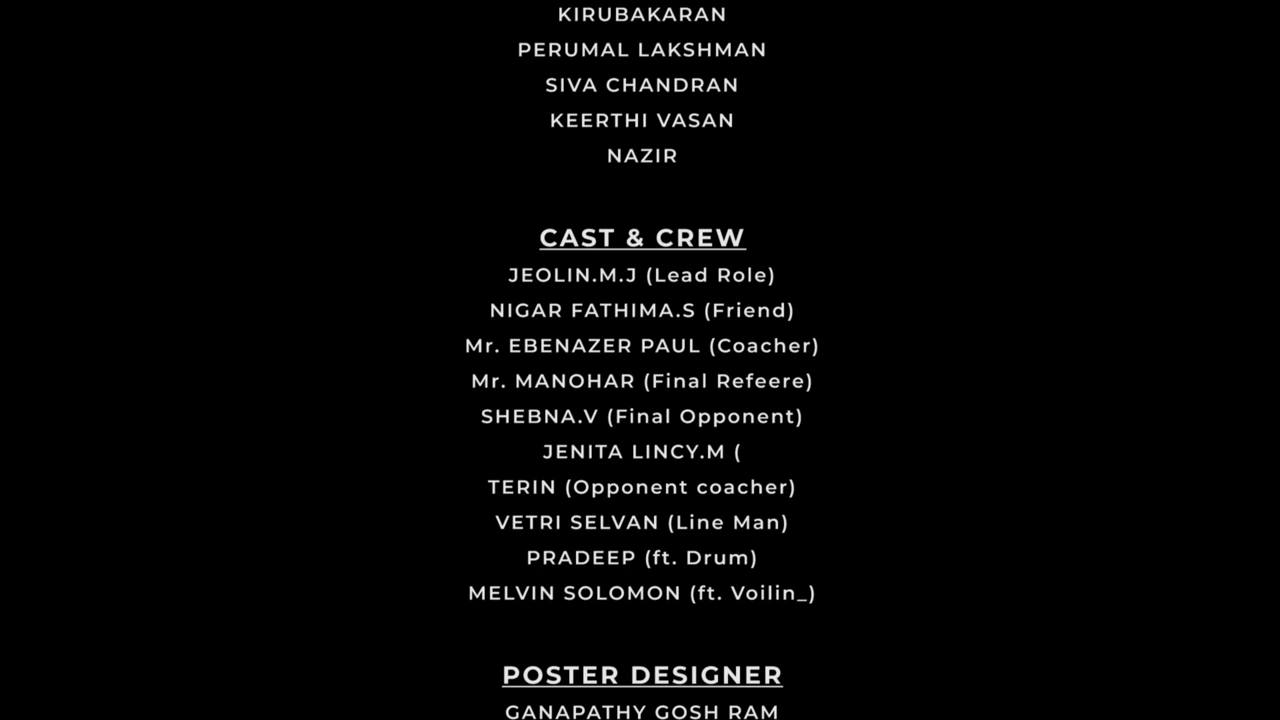 KIRUBAKARAN
PERUMAL LAKSHMAN
SIVA CHANDRAN
KEERTHI VASAN
NAZIR
CAST & CREW
JEOLIN.M.J (Lead Role)
NIGAR FATHIMA.S (Friend)
Mr. EBENAZER PAUL (Coacher)
Mr. MANOHAR (Final Refeere)
SHEBNA.V (Final Opponent)
JENITA LINCY.M (
TERIN (Opponent coacher)
VETRI SELVAN (Line Man)
PRADEEP (ft. Drum)
MELVIN SOLOMON (ft. Voilin_)
POSTER DESIGNER
GANAPATHY GOSH RAM